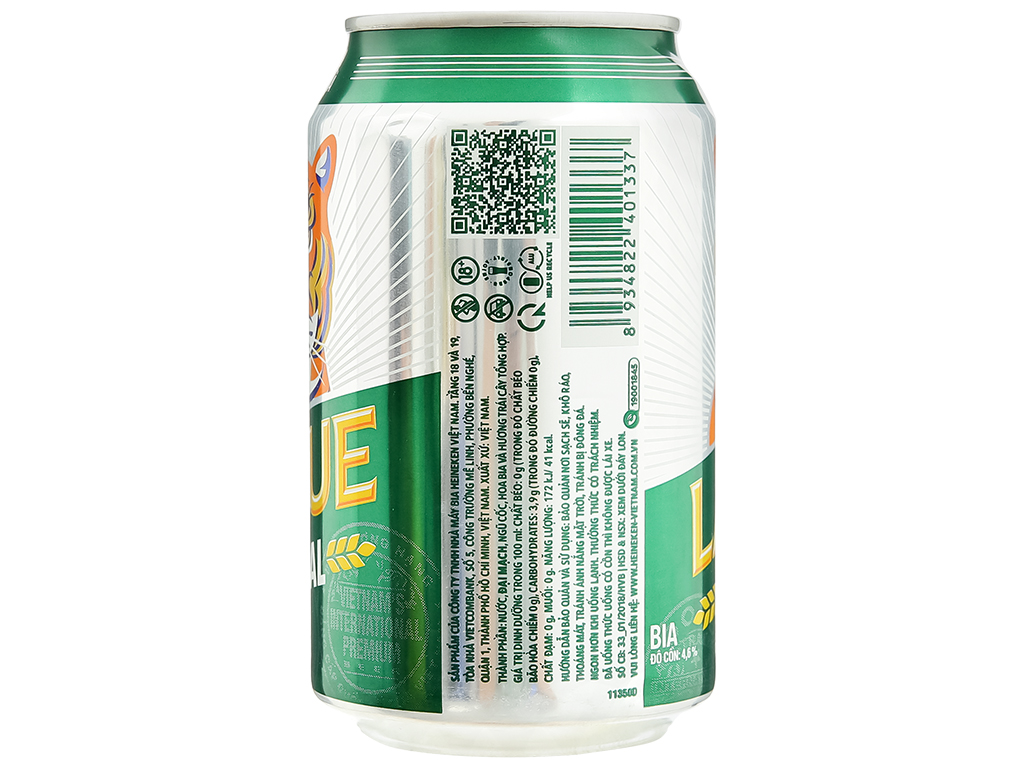 UE
AL
VIETNAM'S
INTERNATIONAL
PREMIUM
BEER
18+
ALU
HELP US RECYCLE
8 934822 401337
SẢN PHẨM CỦA CÔNG TY TNHH NHÀ MÁY BIA HEINEKEN VIỆT NAM. TẦNG 18 VÀ 19,
TÒA NHÀ VIETCOMBANK, SỐ 5, CÔNG TRƯỜNG MÊ LINH, PHƯỜNG BẾN NGHÉ,
QUẬN 1, THÀNH PHỐ HỒ CHÍ MINH, VIỆT NAM. XUẤT XỨ: VIỆT NAM.
THÀNH PHẦN: NƯỚC, ĐẠI MẠCH, NGŨ CỐC, HOA BIA VÀ HƯƠNG TRÁI CÂY TỔNG HỢP.
GIÁ TRỊ DINH DƯỠNG TRONG 100 ml: CHẤT BÉO: 0g (TRONG ĐÓ CHẤT BÉO
BÃO HÒA CHIẾM 0 g), CARBOHYDRATES: 3,9 g (TRONG ĐÓ ĐƯỜNG CHIẾM 0 g),
CHẤT ĐẠM: 0 g, MUỐI: 0 g. NĂNG LƯỢNG: 172 kJ/ 41 kcal.
HƯỚNG DẪN BẢO QUẢN VÀ SỬ DỤNG: BẢO QUẢN NƠI SẠCH SẼ, KHÔ RÁO,
THOÁNG MÁT, TRÁNH ÁNH NẮNG MẶT TRỜI, TRÁNH BỊ ĐÔNG ĐÁ.
NGON HƠN KHI UỐNG LẠNH. THƯỞNG THỨC CÓ TRÁCH NHIỆM.
ĐÃ UỐNG THỨC UỐNG CÓ CỒN THÌ KHÔNG ĐƯỢC LÁI XE.
SỐ CB: 33_01/2018/HVB | HSD & NSX: XEM DƯỚI ĐÁY LON.
VUI LÒNG LIÊN HỆ: WWW.HEINEKEN-VIETNAM.COM.VN 19001845
11350D
L
BIA
ĐỘ CỒN: 4,6 %